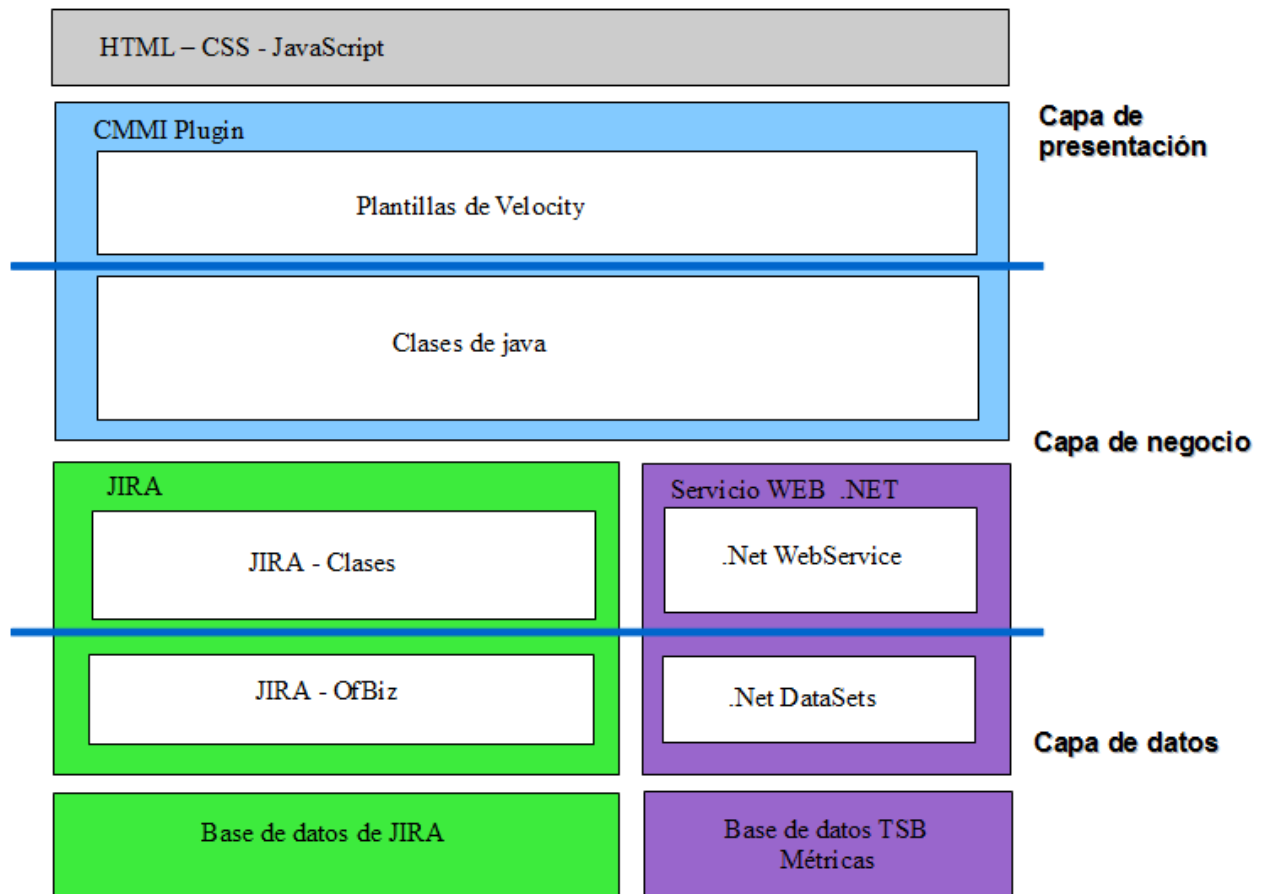 HTML – CSS - JavaScript
CMMI Plugin
Capa de
presentación
Plantillas de Velocity
Clases de java
Capa de negocio
JIRA
Servicio WEB .NET
JIRA - Clases
.Net WebService
JIRA - OfBiz
.Net DataSets
Capa de datos
Base de datos de JIRA
Base de datos TSB
Métricas